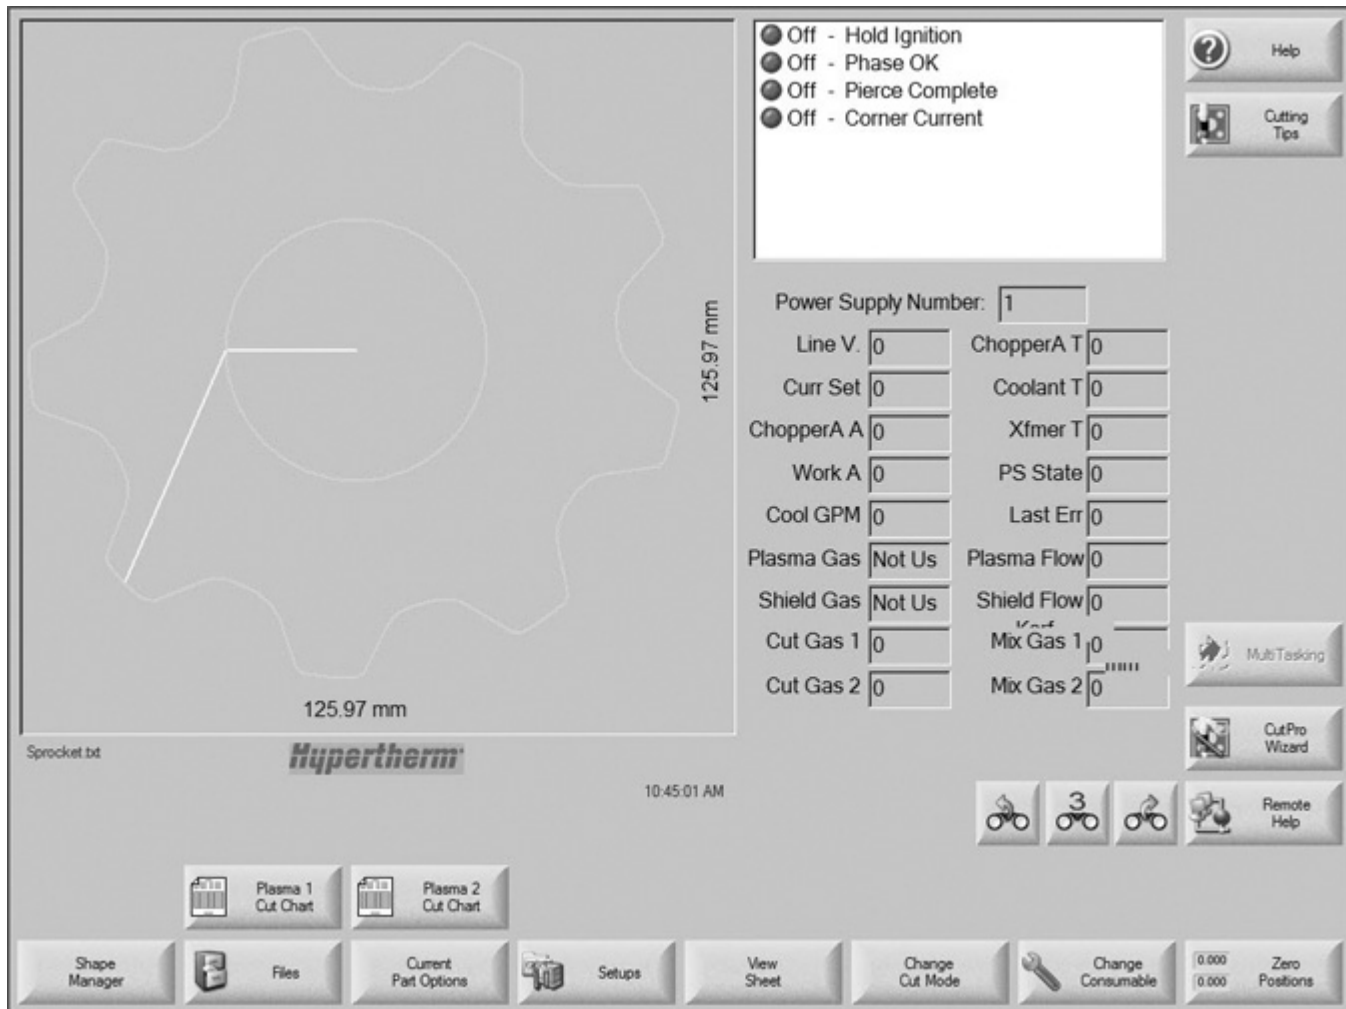 Off - Hold Ignition
Off - Phase OK
Off - Pierce Complete
Off - Corner Current
Help
Cutting
Tips
125.97 mm
125.97 mm
Power Supply Number: 1
Line V. 0
ChopperA T 0
Curr Set 0
Coolant T 0
ChopperA A 0
Xfmer T 0
Work A 0
PS State 0
Cool GPM 0
Last Err 0
Plasma Gas Not Us
Plasma Flow 0
Shield Gas Not Us
Shield Flow 0
Cut Gas 1 0
Mix Gas 1 0
Cut Gas 2 0
Mix Gas 2 0
MultiTasking
CutPro
Wizard
Sprocket.txt
Hypertherm
10:45:01 AM
3
Remote
Help
Plasma 1
Cut Chart
Plasma 2
Cut Chart
Shape
Manager
Files
Current
Part Options
Setups
View
Sheet
Change
Cut Mode
Change
Consumable
0.000
0.000
Zero
Positions